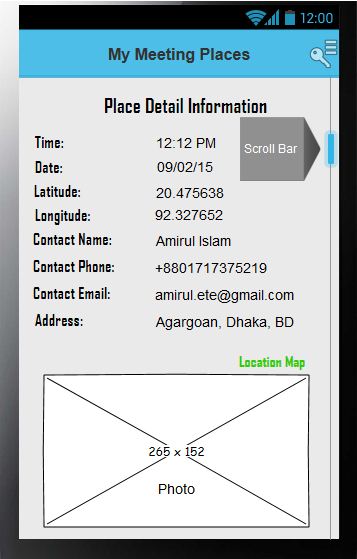 12:00
My Meeting Places
Place Detail Information
Time: 12:12 PM
Scroll Bar
Date: 09/02/15
Latitude: 20.475638
Longitude: 92.327652
Contact Name: Amirul Islam
Contact Phone: +8801717375219
Contact Email: amirul.ete@gmail.com
Address: Agargoan, Dhaka, BD
Location Map
265 x 152
Photo